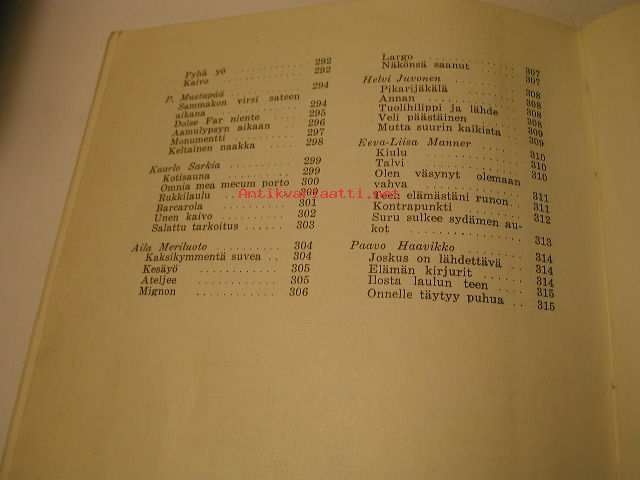 Pyhä yö . . . . . . 292
Kaivo . . . . . . 292
P. Mustapää . . . . . . 294
Sammakon virsi sateen
aikana . . . . . . 294
Dolse Far niente . . . . 295
Aamulypsyn aikaan . . . . 296
Monumentti . . . . . . 297
Keltainen naakka . . . . 298
Kaarlo Sarkia . . . . . . 299
Kotisauna . . . . . . 299
Omnia mea mecum porto 300
Rukkilaulu . . . . . . 300
Barcarola . . . . . . 301
Unen kaivo . . . . . . 302
Salattu tarkoitus . . . . 303
Aila Meriluoto . . . . . . 304
Kaksikymmentä suvea . . 304
Kesäyö . . . . . . 305
Ateljee . . . . . . 305
Mignon . . . . . . 306
Largo . . . . . .
Näkönsä saanut . . . . 307
Helvi Juvonen . . . . . . 307
Pikarijäkälä . . . . . . 308
Annan . . . . . . 308
Tuolihilippi ja lähde . . 308
Veli päästäinen . . . . 308
Mutta suurin kaikista . . 309
Eeva-Liisa Manner . . . . 309
Kiulu . . . . . . 310
Talvi . . . . . . 310
Olen väsynyt olemaan 310
vahva . . . . . .
elämästäni runon. 311
Kontrapunkti . . . . 311
Suru sulkee sydämen au- 312
kot . . . . . . 313
Paavo Haavikko . . . . 314
Joskus on lähdettävä . . 314
Elämän kirjurit . . . . 314
Ilosta laulun teen . . . . 314
Onnelle täytyy puhua . . 315
315
Antikvariaatti.net